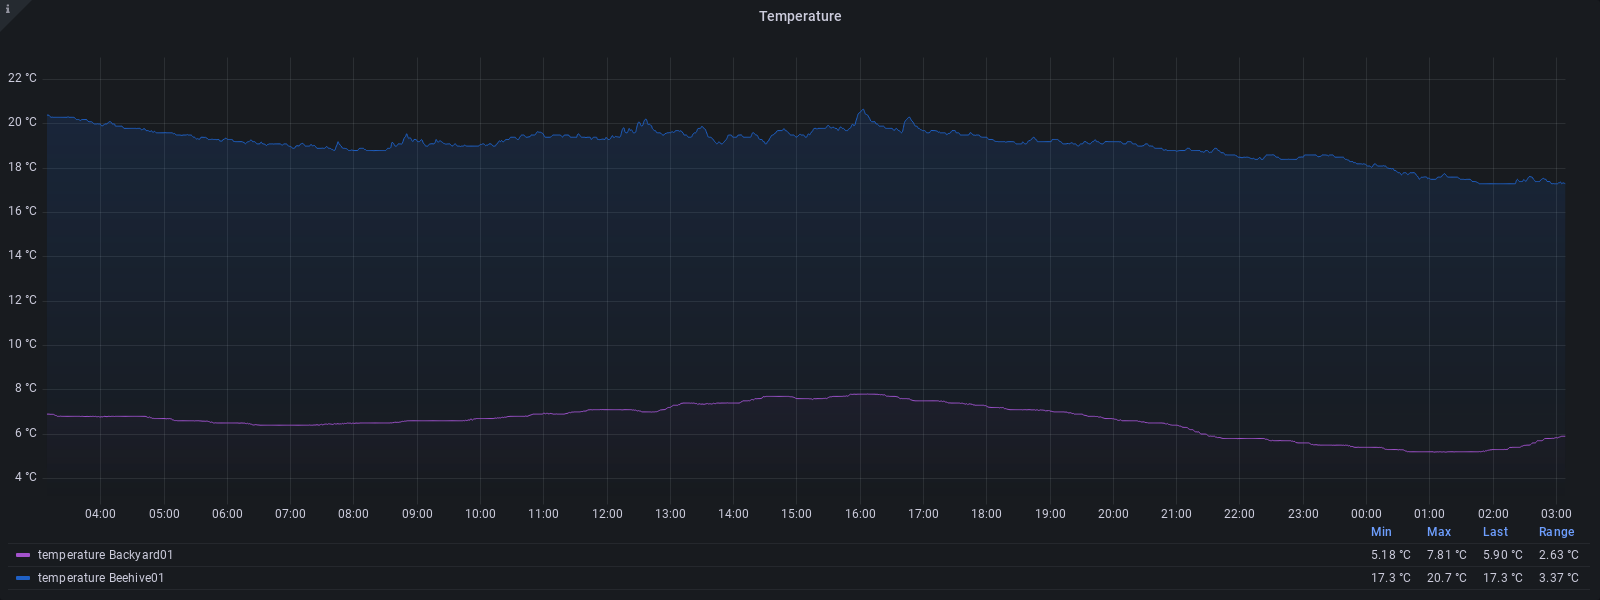 i
Temperature
22 °C
20 °C
18 °C
16 °C
14 °C
12 °C
10 °C
8 °C
6 °C
4 °C
04:00 05:00 06:00 07:00 08:00 09:00 10:00 11:00 12:00 13:00 14:00 15:00 16:00 17:00 18:00 19:00 20:00 21:00 22:00 23:00 00:00 01:00 02:00 03:00
Min Max Last Range
temperature Backyard01 5.18 °C 7.81 °C 5.90 °C 2.63 °C
temperature Beehive01 17.3 °C 20.7 °C 17.3 °C 3.37 °C